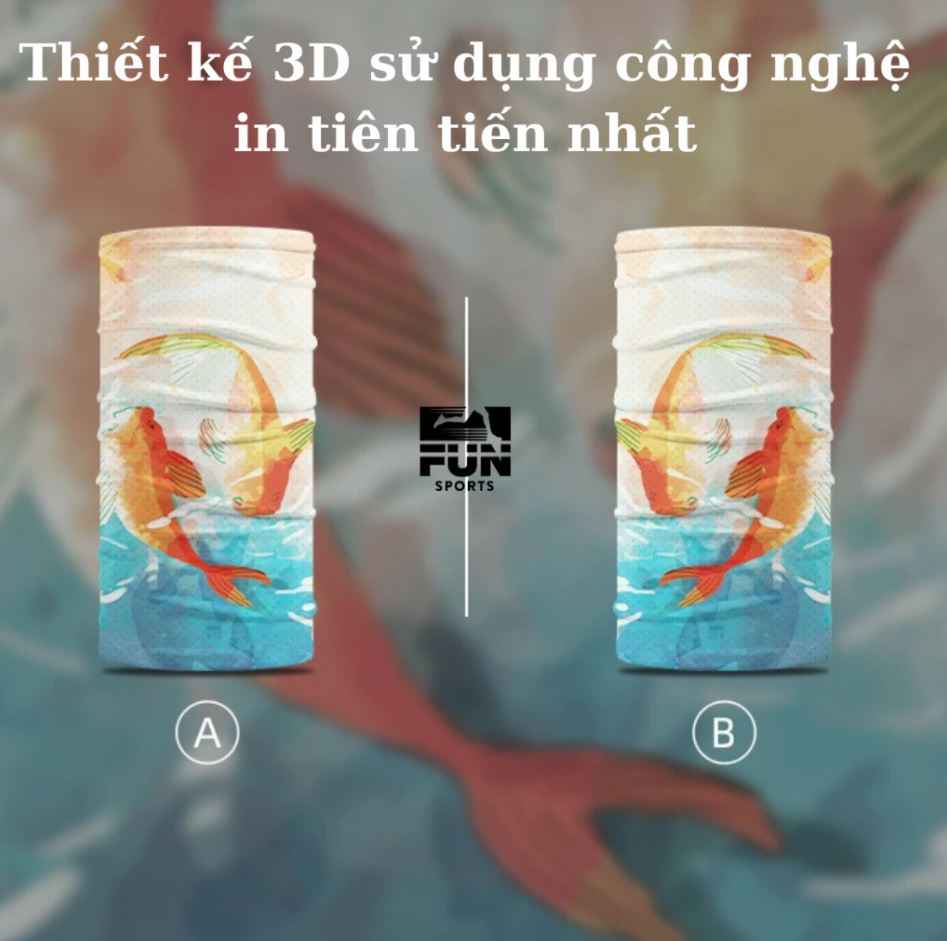 Thiết kế 3D sử dụng công nghệ
in tiên tiến nhất
FUN
SPORTS
A
B